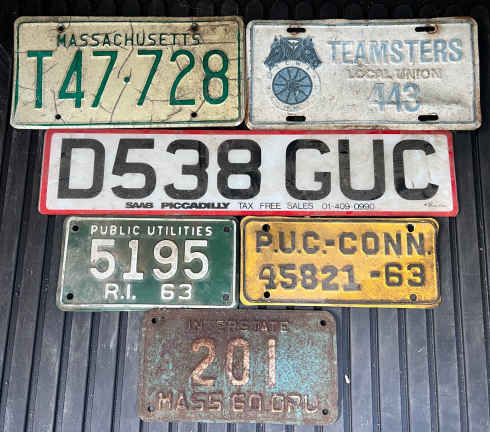 MASSACHUSETTS
T47·728
TEAMSTERS
LOCAL UNION
443
D538 GUC
SAAB PICCADILLY TAX FREE SALES 01-409-0990
PUBLIC UTILITIES
5195
R.I. 63
P.U.C.-CONN.
45821-63
INTERSTATE
201
MASS 60 DPU